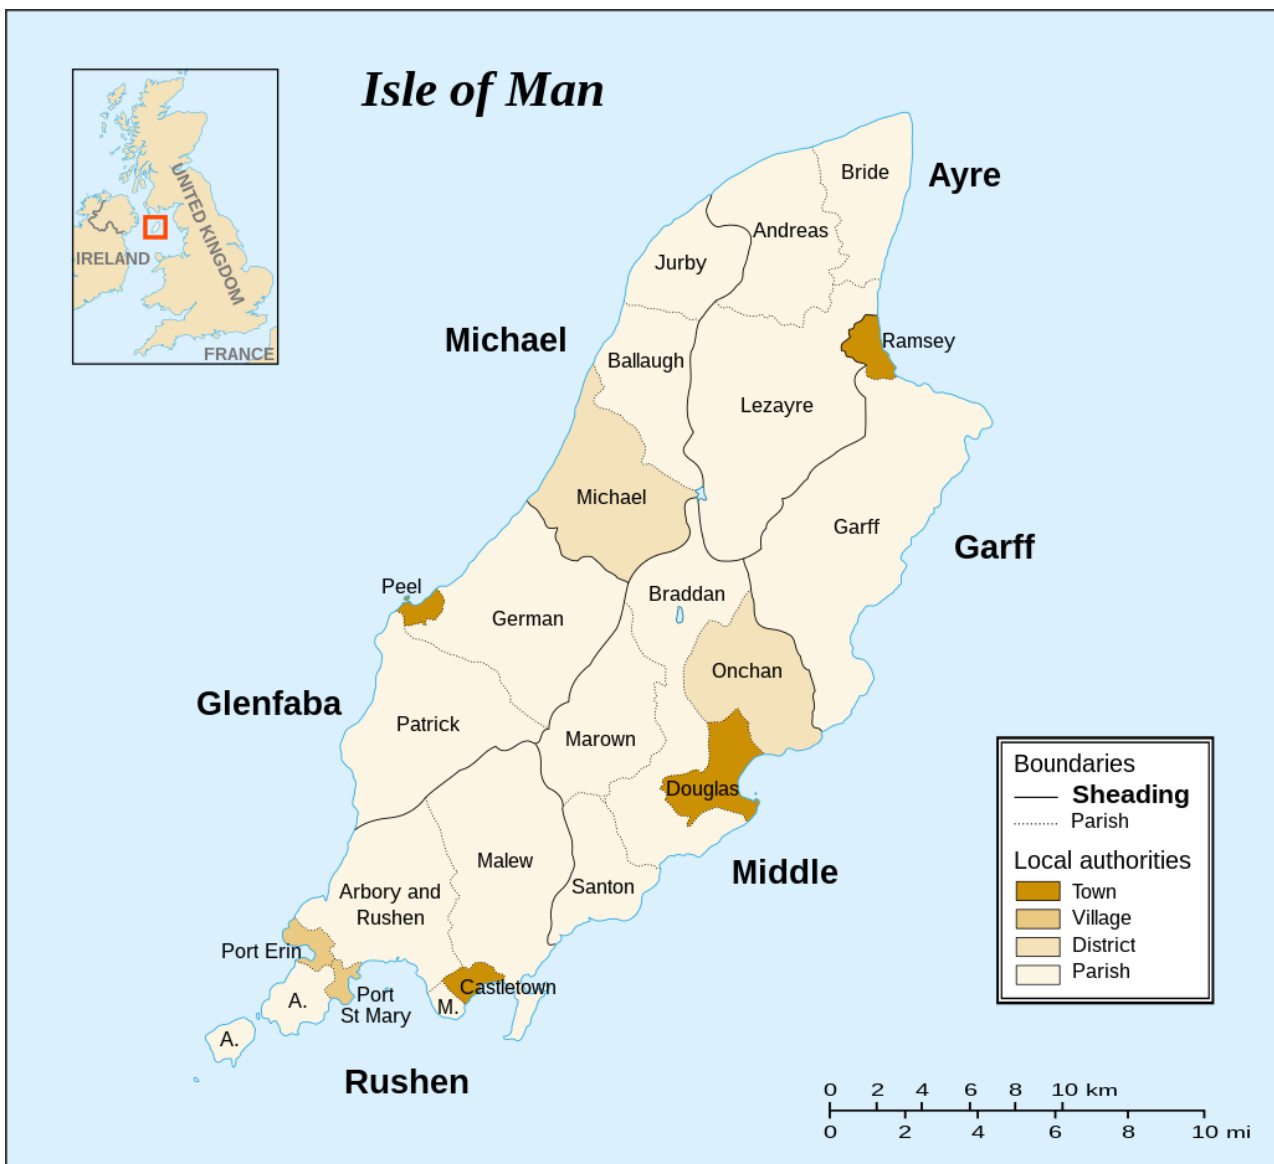 Isle of Man
UNITED KINGDOM
IRELAND
FRANCE
Bride
Ayre
Andreas
Jurby
Michael
Ramsey
Ballaugh
Lezayre
Michael
Garff
Garff
Peel
Braddan
German
Onchan
Glenfaba
Patrick
Marown
Douglas
Malew
Middle
Santon
Arbory and
Rushen
Port Erin
Castletown
Port
St Mary
A.
M.
A.
Rushen
Boundaries
Sheading
Parish
Local authorities
Town
Village
District
Parish
0 2 4 6 8 10 km
0 2 4 6 8 10 mi